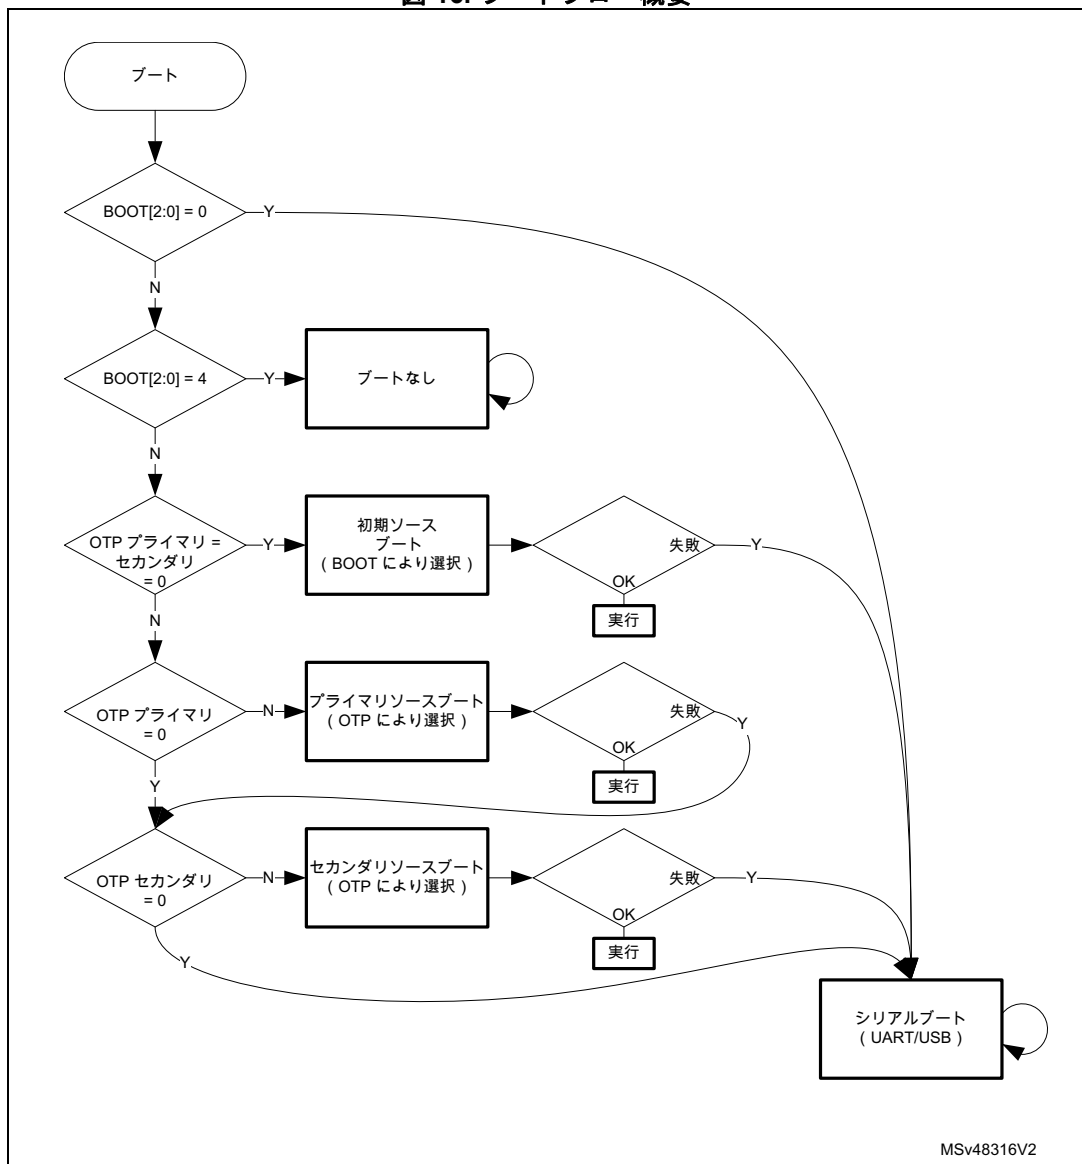 ブート
BOOT[2:0] = 0
Y
N
BOOT[2:0] = 4
Y
ブートなし
N
OTP プライマリ =
セカンダリ
= 0
Y
初期ソース
ブート
( BOOT により選択 )
失敗
Y
OK
実行
N
OTP プライマリ
= 0
N
プライマリソースブート
( OTP により選択 )
失敗
Y
OK
実行
Y
OTP セカンダリ
= 0
N
セカンダリソースブート
( OTP により選択 )
失敗
Y
OK
実行
Y
シリアルブート
( UART/USB )
MSv48316V2